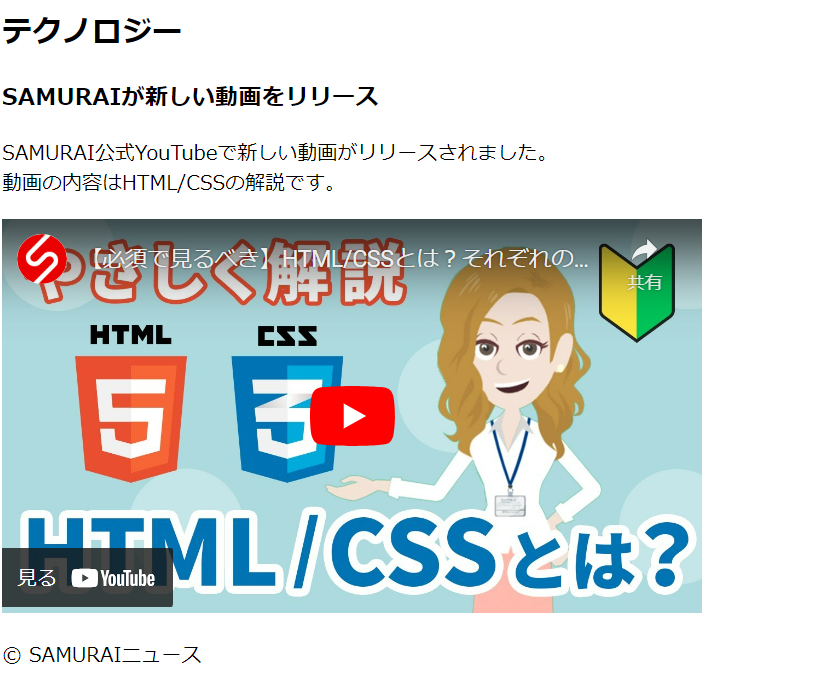 テクノロジー
SAMURAIが新しい動画をリリース
SAMURAI公式YouTubeで新しい動画がリリースされました。
動画の内容はHTML/CSSの解説です。
【必須で見るべき】HTML/CSSとは？それぞれの...
やさしく解説
共有
HTML CSS
5 3
HTML/CSSとは？
見る YouTube
© SAMURAIニュース